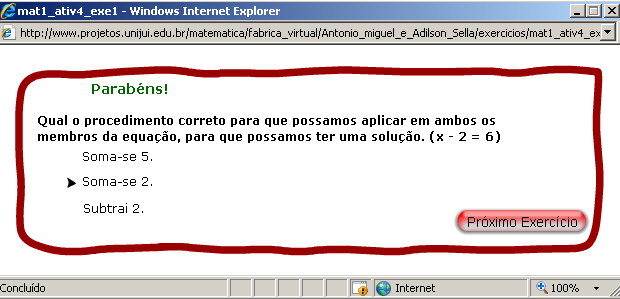 mat1_ativ4_exe1 - Windows Internet Explorer
http://www.projetos.unijui.edu.br/matematica/fabrica_virtual/Antonio_miguel_e_Adilson_Sella/exercicios/mat1_ativ4_ex
Parabéns!
Qual o procedimento correto para que possamos aplicar em ambos os
membros da equação, para que possamos ter uma solução. (x - 2 = 6)
Soma-se 5.
Soma-se 2.
Subtrai 2.
Próximo Exercício
Concluído Internet 100%